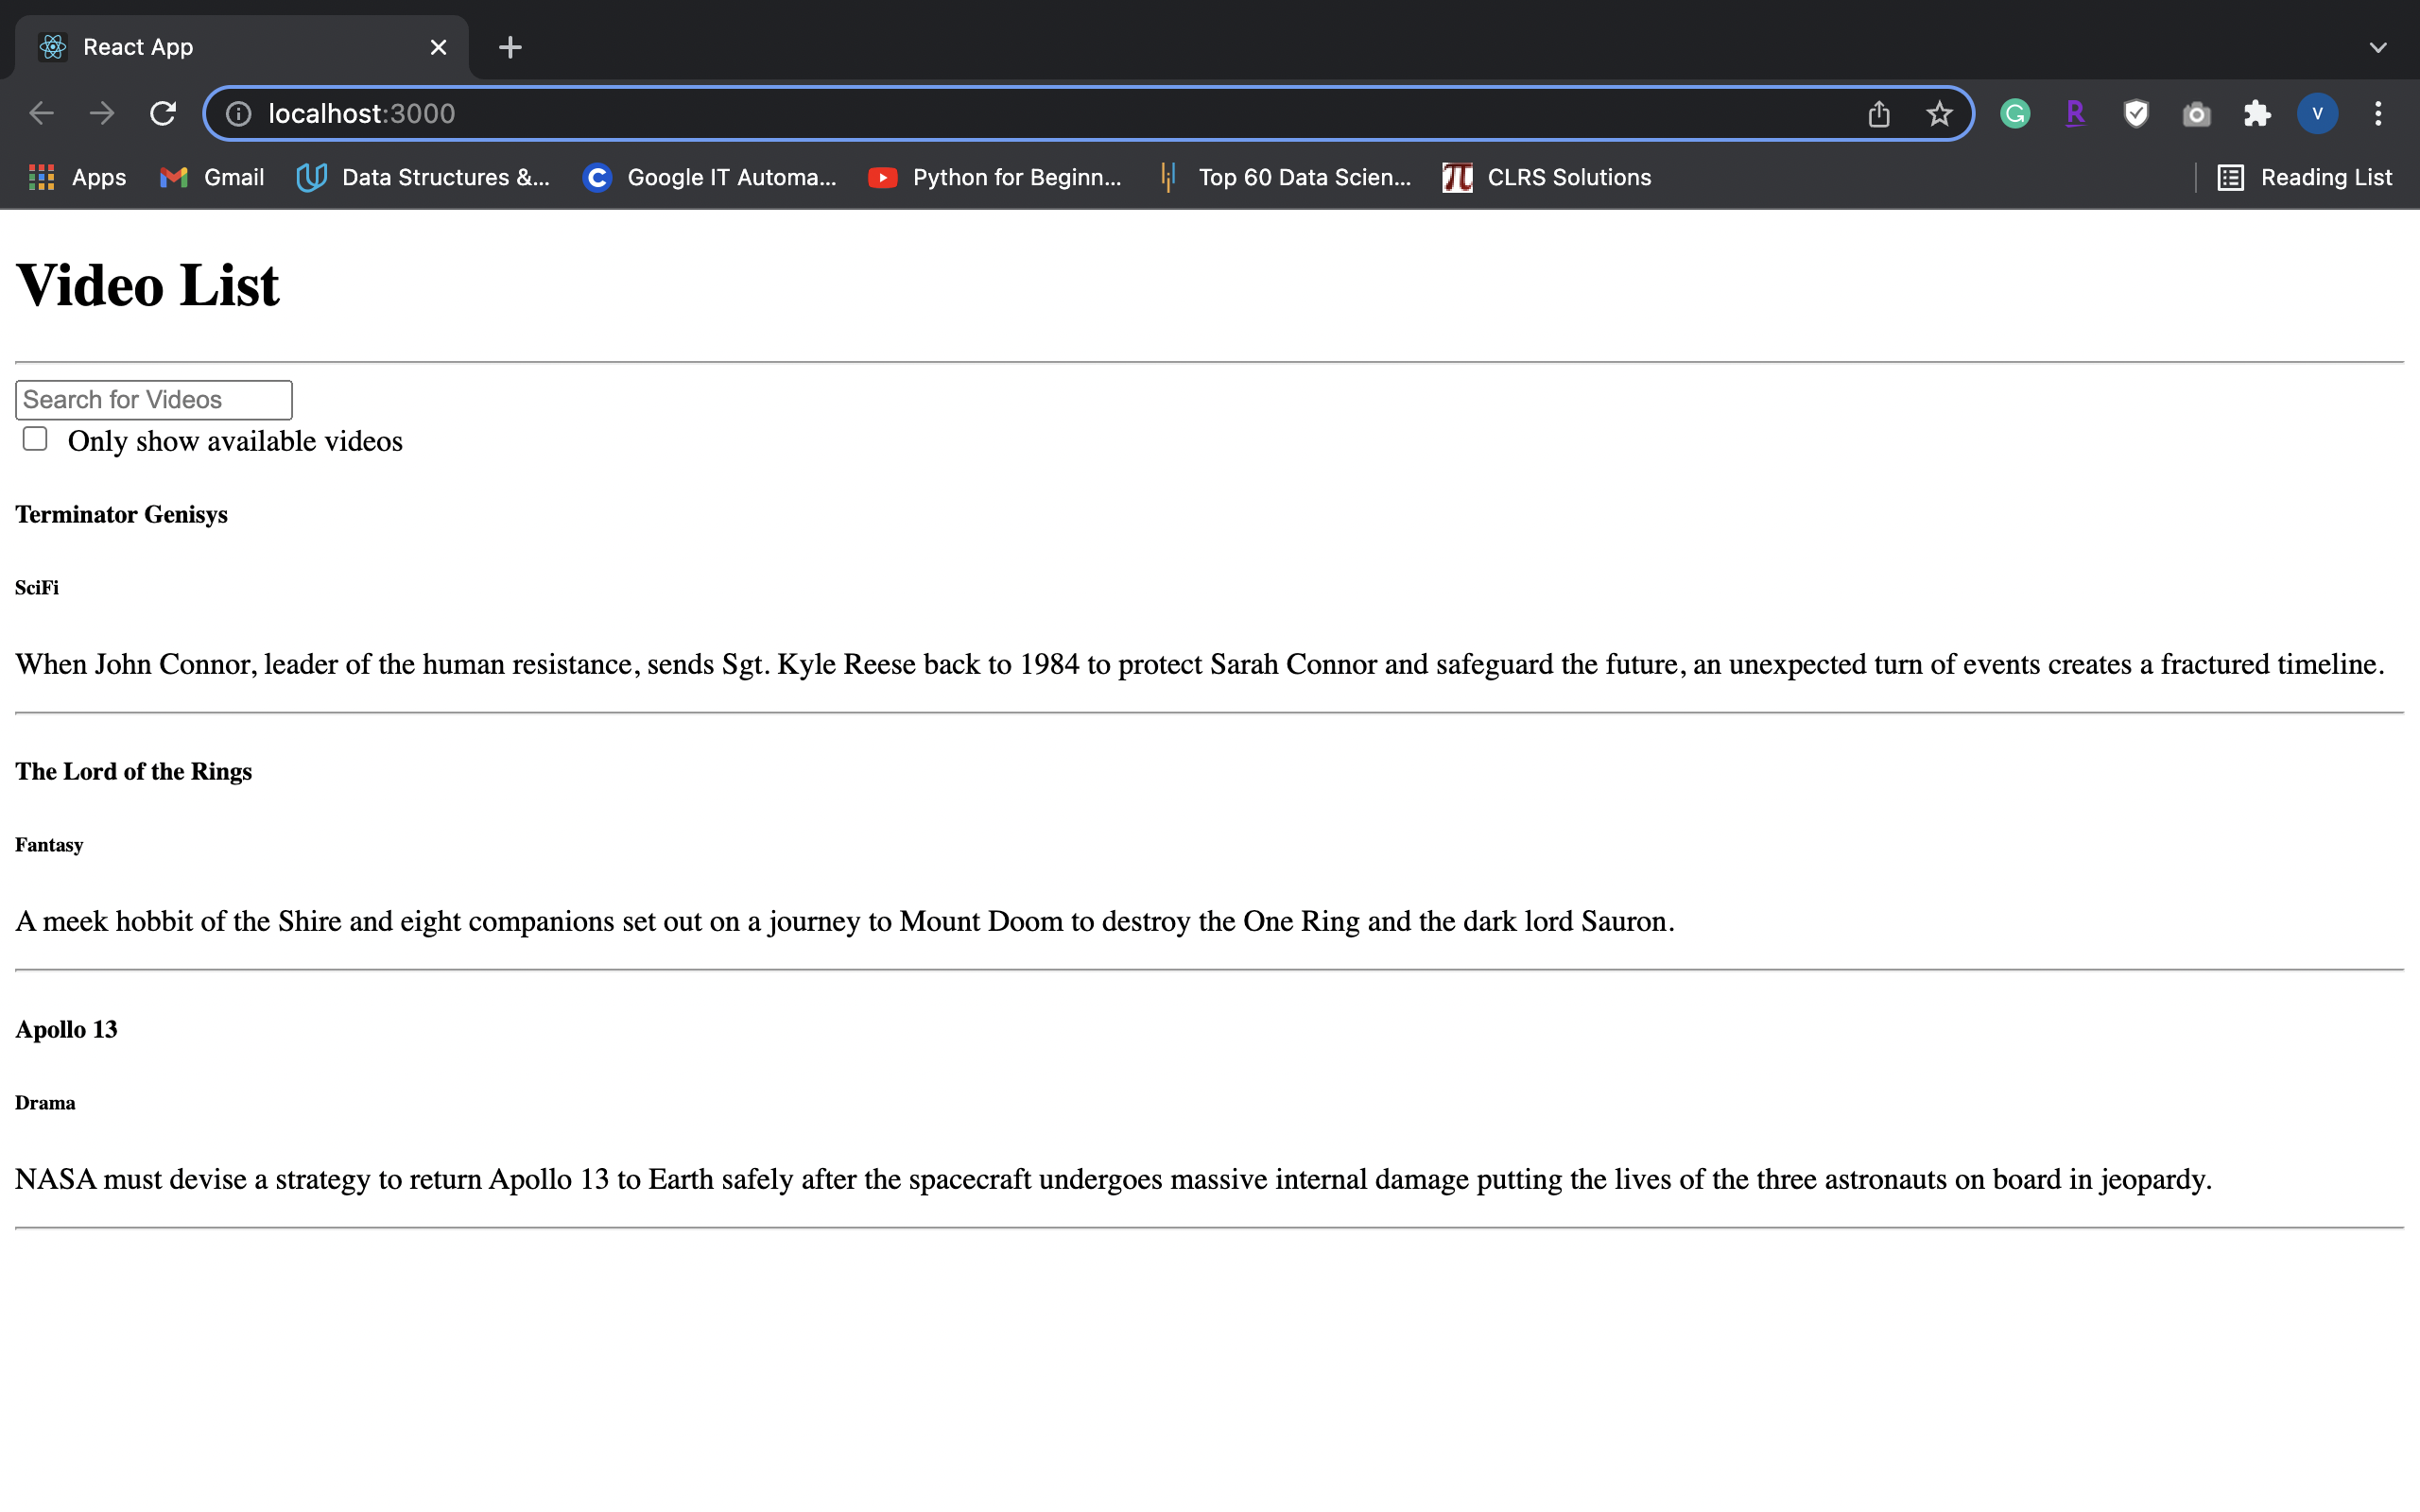 React App
localhost:3000
R
V
Apps
Gmail
Data Structures &...
Google IT Automa...
Python for Beginn...
Top 60 Data Scien...
CLRS Solutions
Reading List
Video List
Search for Videos
Only show available videos
Terminator Genisys
SciFi
When John Connor, leader of the human resistance, sends Sgt. Kyle Reese back to 1984 to protect Sarah Connor and safeguard the future, an unexpected turn of events creates a fractured timeline.
The Lord of the Rings
Fantasy
A meek hobbit of the Shire and eight companions set out on a journey to Mount Doom to destroy the One Ring and the dark lord Sauron.
Apollo 13
Drama
NASA must devise a strategy to return Apollo 13 to Earth safely after the spacecraft undergoes massive internal damage putting the lives of the three astronauts on board in jeopardy.